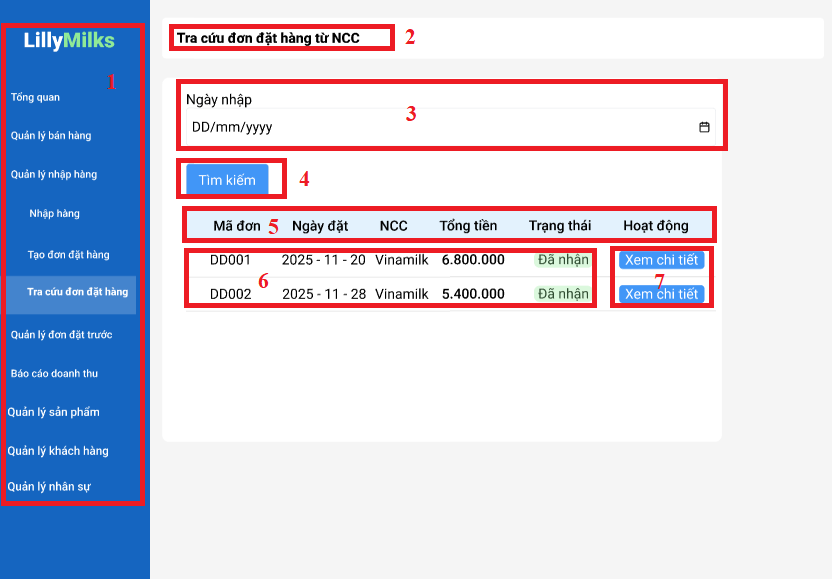 LillyMilks
1
Tổng quan
Quản lý bán hàng
Quản lý nhập hàng
Nhập hàng
Tạo đơn đặt hàng
Tra cứu đơn đặt hàng
Quản lý đơn đặt trước
Báo cáo doanh thu
Quản lý sản phẩm
Quản lý khách hàng
Quản lý nhân sự
Tra cứu đơn đặt hàng từ NCC 2
Ngày nhập
3
DD/mm/yyyy
Tìm kiếm 4
Mã đơn 5 Ngày đặt NCC Tổng tiền Trạng thái Hoạt động
DD001 2025 - 11 - 20 Vinamilk 6.800.000 Đã nhận Xem chi tiết
6 7
DD002 2025 - 11 - 28 Vinamilk 5.400.000 Đã nhận Xem chi tiết